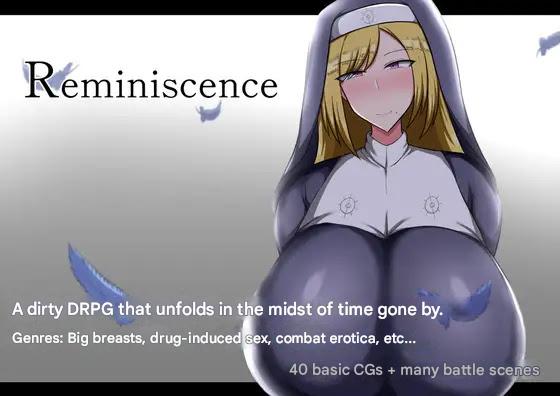 Reminiscence
A dirty DRPG that unfolds in the midst of time gone by.
Genres: Big breasts, drug-induced sex, combat erotica, etc...
40 basic CGs + many battle scenes